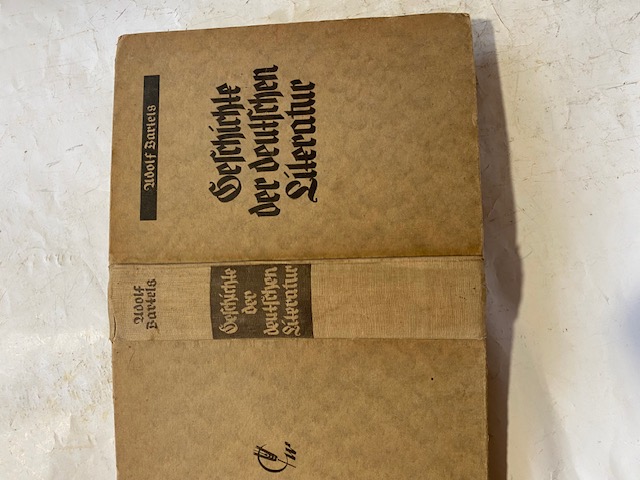 Adolf Bartels
Geschichte
der deutschen
Literatur
Adolf
Bartels
Geschichte
der
deutschen
Literatur